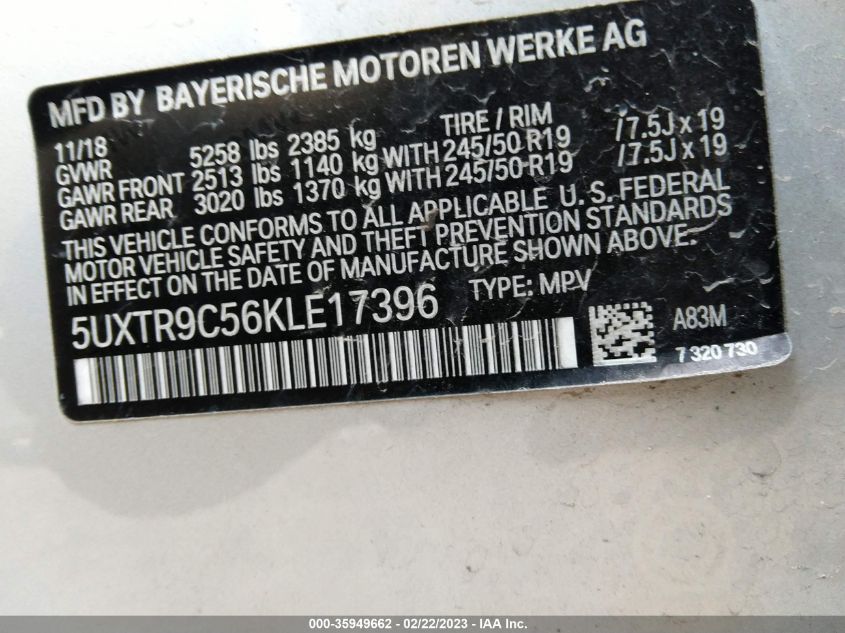 MFD BY BAYERISCHE MOTOREN WERKE AG
11/18 TIRE / RIM
GVWR 5258 lbs 2385 kg
GAWR FRONT 2513 lbs 1140 kg WITH 245/50 R19 /7.5J x 19
GAWR REAR 3020 lbs 1370 kg WITH 245/50 R19 /7.5J x 19
THIS VEHICLE CONFORMS TO ALL APPLICABLE U. S. FEDERAL
MOTOR VEHICLE SAFETY AND THEFT PREVENTION STANDARDS
IN EFFECT ON THE DATE OF MANUFACTURE SHOWN ABOVE.
5UXTR9C56KLE17396 TYPE: MPV
A83M
7 320 730
000-35949662 - 02/22/2023 - IAA Inc.